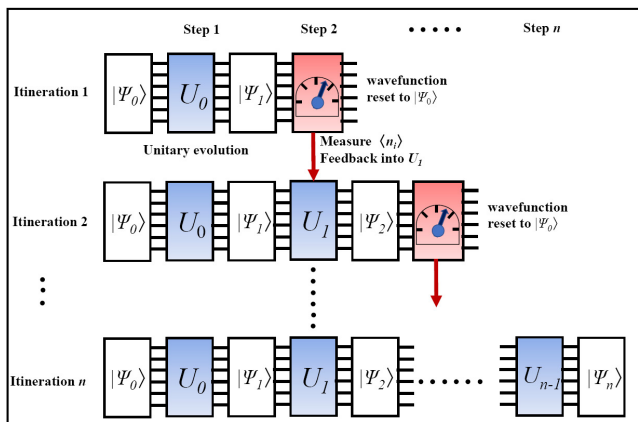 Step 1 Step 2 ····· Step n
Itineration 1 |Ψ₀⟩ U₀ |Ψ₁⟩ wavefunction
reset to |Ψ₀⟩
Unitary evolution Measure ⟨nᵢ⟩
Feedback into U₁
Itineration 2 |Ψ₀⟩ U₀ |Ψ₁⟩ U₁ |Ψ₂⟩ wavefunction
reset to |Ψ₀⟩
Itineration n |Ψ₀⟩ U₀ |Ψ₁⟩ U₁ |Ψ₂⟩ ······ Uₙ₋₁ |Ψₙ⟩